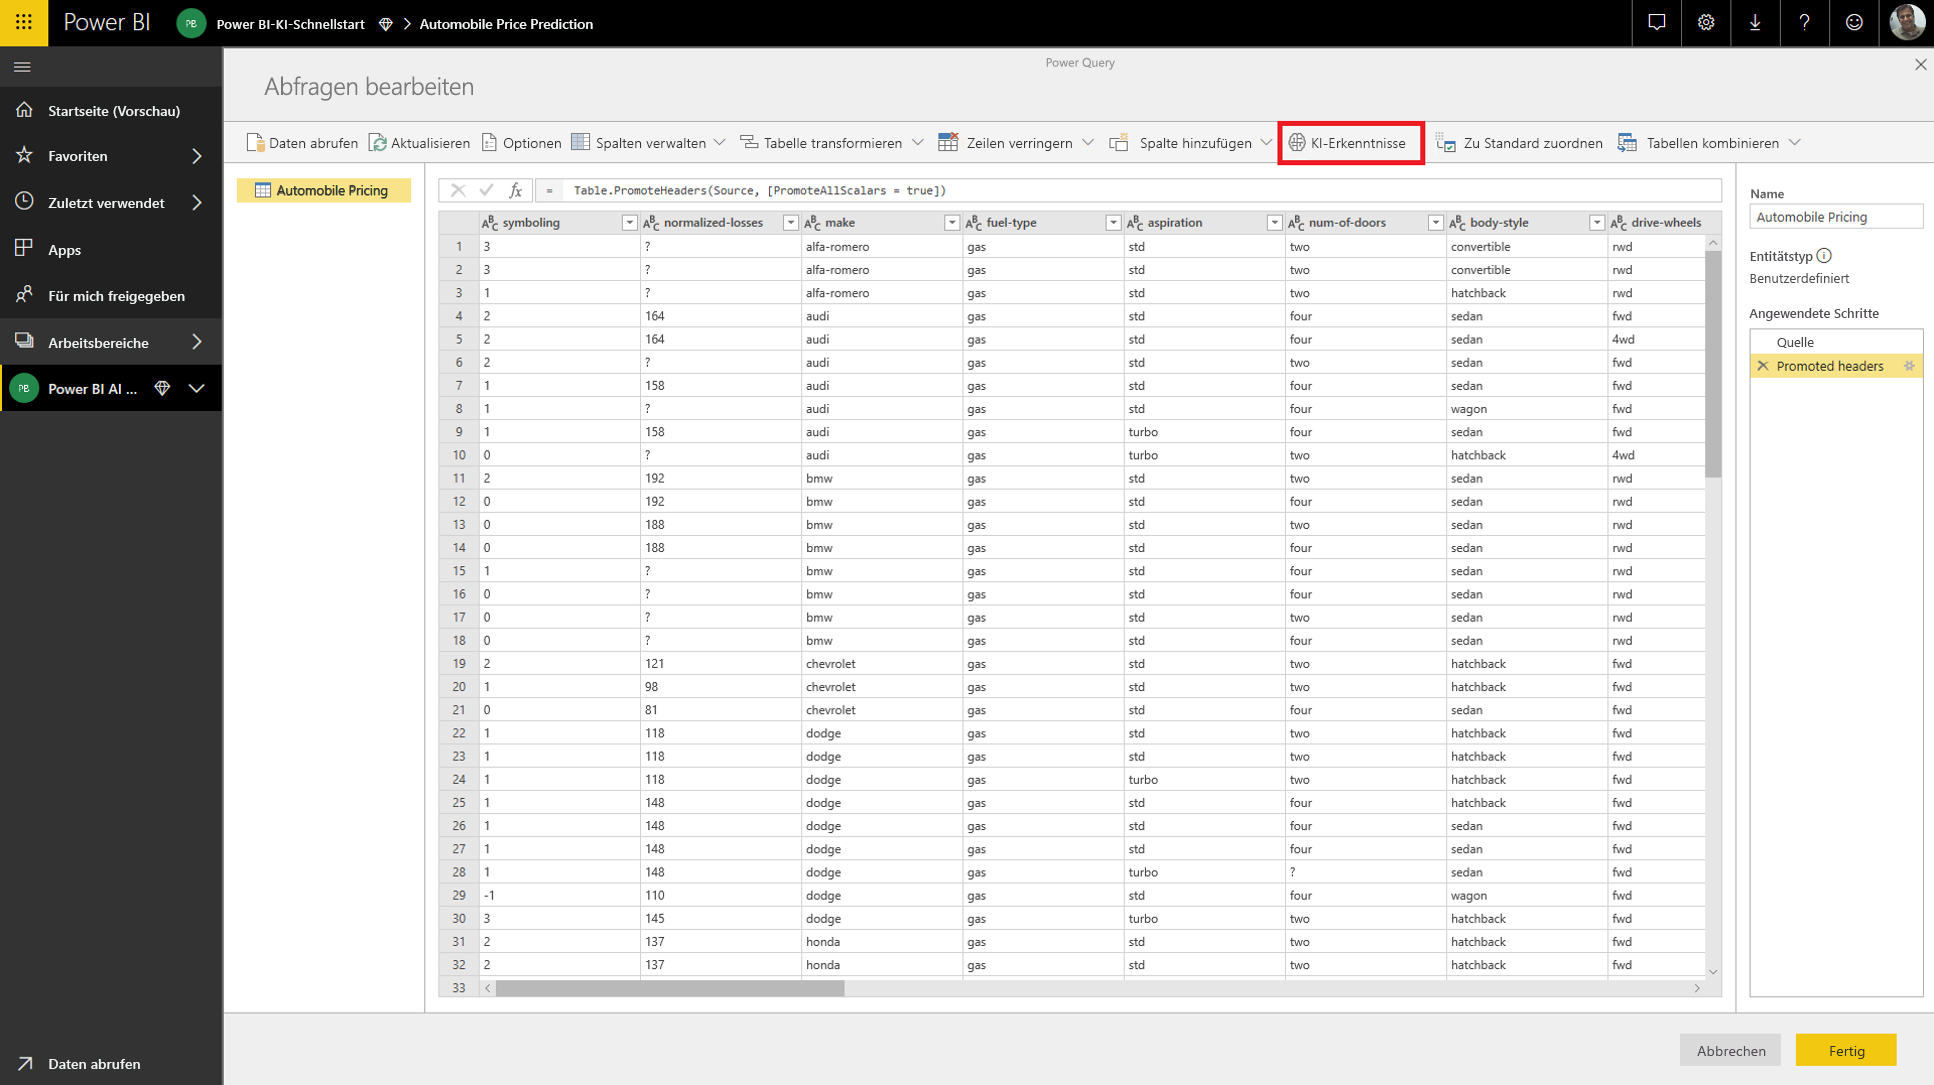 Power BI PB Power BI-KI-Schnellstart Automobile Price Prediction ?
Power Query
Abfragen bearbeiten
Startseite (Vorschau)
Favoriten
Zuletzt verwendet
Apps
Für mich freigegeben
Arbeitsbereiche
PB Power BI AI ...
Daten abrufen
Daten abrufen Aktualisieren Optionen Spalten verwalten Tabelle transformieren Zeilen verringern Spalte hinzufügen KI-Erkenntnisse Zu Standard zuordnen Tabellen kombinieren
Automobile Pricing
fx = Table.PromoteHeaders(Source, [PromoteAllScalars = true])
ABC symboling ABC normalized-losses ABC make ABC fuel-type ABC aspiration ABC num-of-doors ABC body-style ABC drive-wheels
1 3 ? alfa-romero gas std two convertible rwd
2 3 ? alfa-romero gas std two convertible rwd
3 1 ? alfa-romero gas std two hatchback rwd
4 2 164 audi gas std four sedan fwd
5 2 164 audi gas std four sedan 4wd
6 2 ? audi gas std two sedan fwd
7 1 158 audi gas std four sedan fwd
8 1 ? audi gas std four wagon fwd
9 1 158 audi gas turbo four sedan fwd
10 0 ? audi gas turbo two hatchback 4wd
11 2 192 bmw gas std two sedan rwd
12 0 192 bmw gas std four sedan rwd
13 0 188 bmw gas std two sedan rwd
14 0 188 bmw gas std four sedan rwd
15 1 ? bmw gas std four sedan rwd
16 0 ? bmw gas std four sedan rwd
17 0 ? bmw gas std two sedan rwd
18 0 ? bmw gas std four sedan rwd
19 2 121 chevrolet gas std two hatchback fwd
20 1 98 chevrolet gas std two hatchback fwd
21 0 81 chevrolet gas std four sedan fwd
22 1 118 dodge gas std two hatchback fwd
23 1 118 dodge gas std two hatchback fwd
24 1 118 dodge gas turbo two hatchback fwd
25 1 148 dodge gas std four hatchback fwd
26 1 148 dodge gas std four sedan fwd
27 1 148 dodge gas std four sedan fwd
28 1 148 dodge gas turbo ? sedan fwd
29 -1 110 dodge gas std four wagon fwd
30 3 145 dodge gas turbo two hatchback fwd
31 2 137 honda gas std two hatchback fwd
32 2 137 honda gas std two hatchback fwd
33
Name
Automobile Pricing
Entitätstyp
Benutzerdefiniert
Angewendete Schritte
Quelle
Promoted headers
Abbrechen Fertig